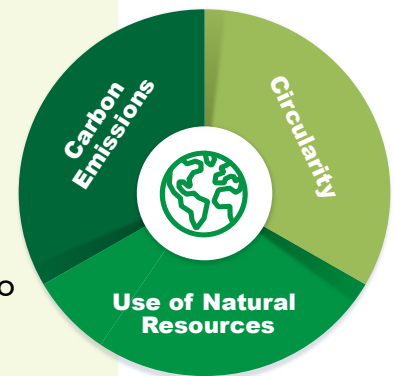 Carbon
Emissions
Circularity
o
Use of Natural
Resources